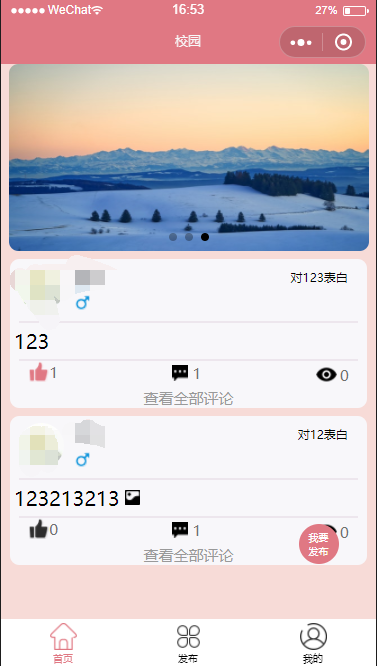 WeChat 16:53 27%
校园
对123表白
123
1 1 0
查看全部评论
对12表白
123213213
0 1 0
查看全部评论
我要
发布
首页 发布 我的